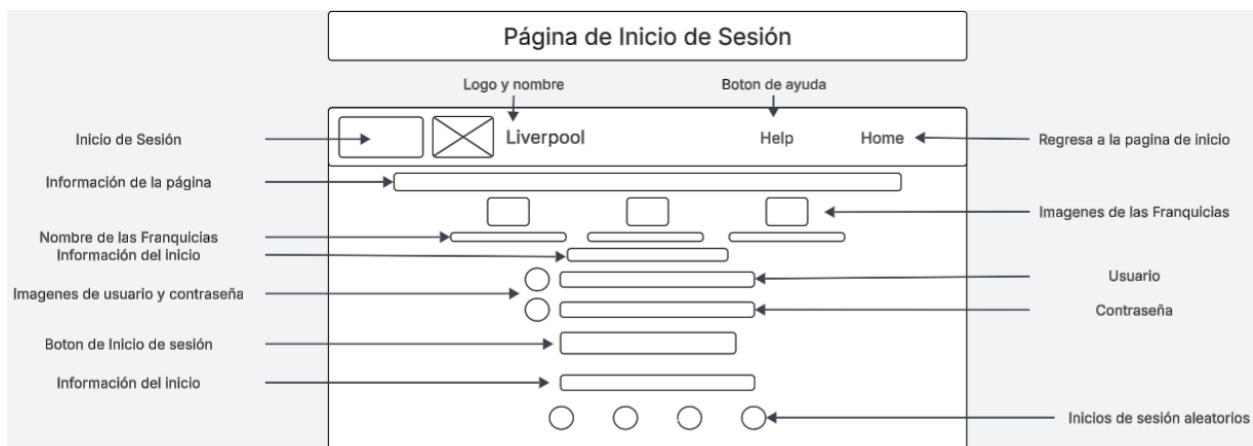 Página de Inicio de Sesión
Logo y nombre
Boton de ayuda
Inicio de Sesión
Liverpool
Help
Home
Regresa a la pagina de inicio
Información de la página
Imagenes de las Franquicias
Nombre de las Franquicias
Información del inicio
Usuario
Imagenes de usuario y contraseña
Contraseña
Boton de Inicio de sesión
Información del inicio
Inicios de sesión aleatorios